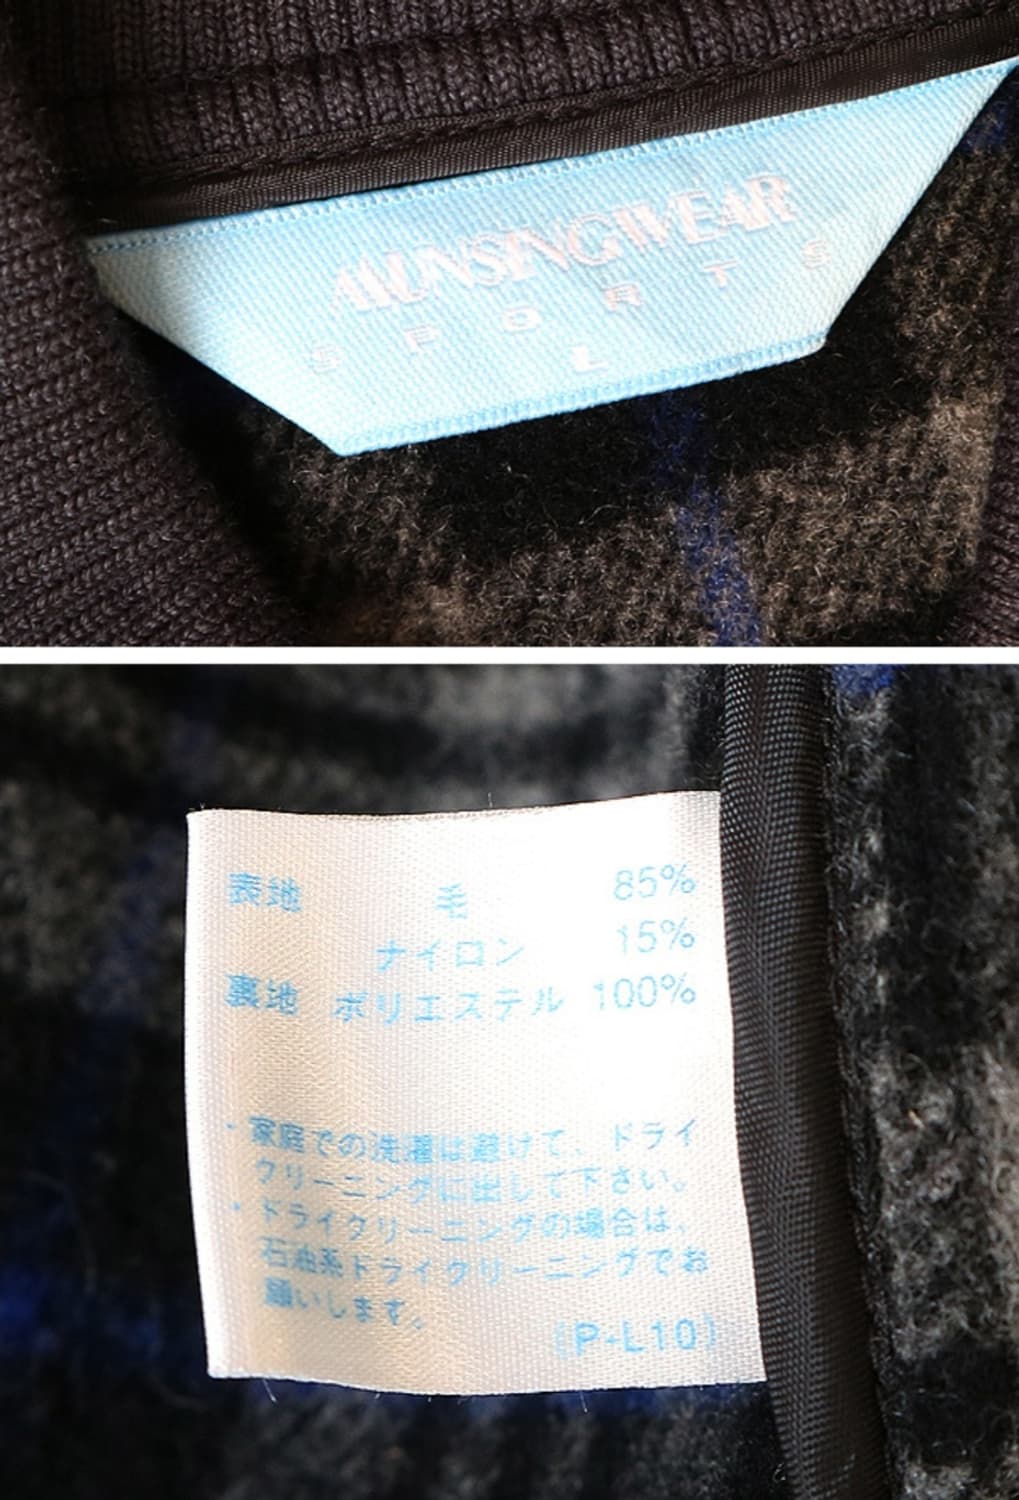 MUNSINGWEAR
SPORTS
L
表地 毛 85%
ナイロン 15%
裏地 ポリエステル 100%
・家庭での洗濯は避けて、ドライ
クリーニングに出して下さい。
・ドライクリーニングの場合は、
石油系ドライクリーニングでお
願いします。
(P-L10)